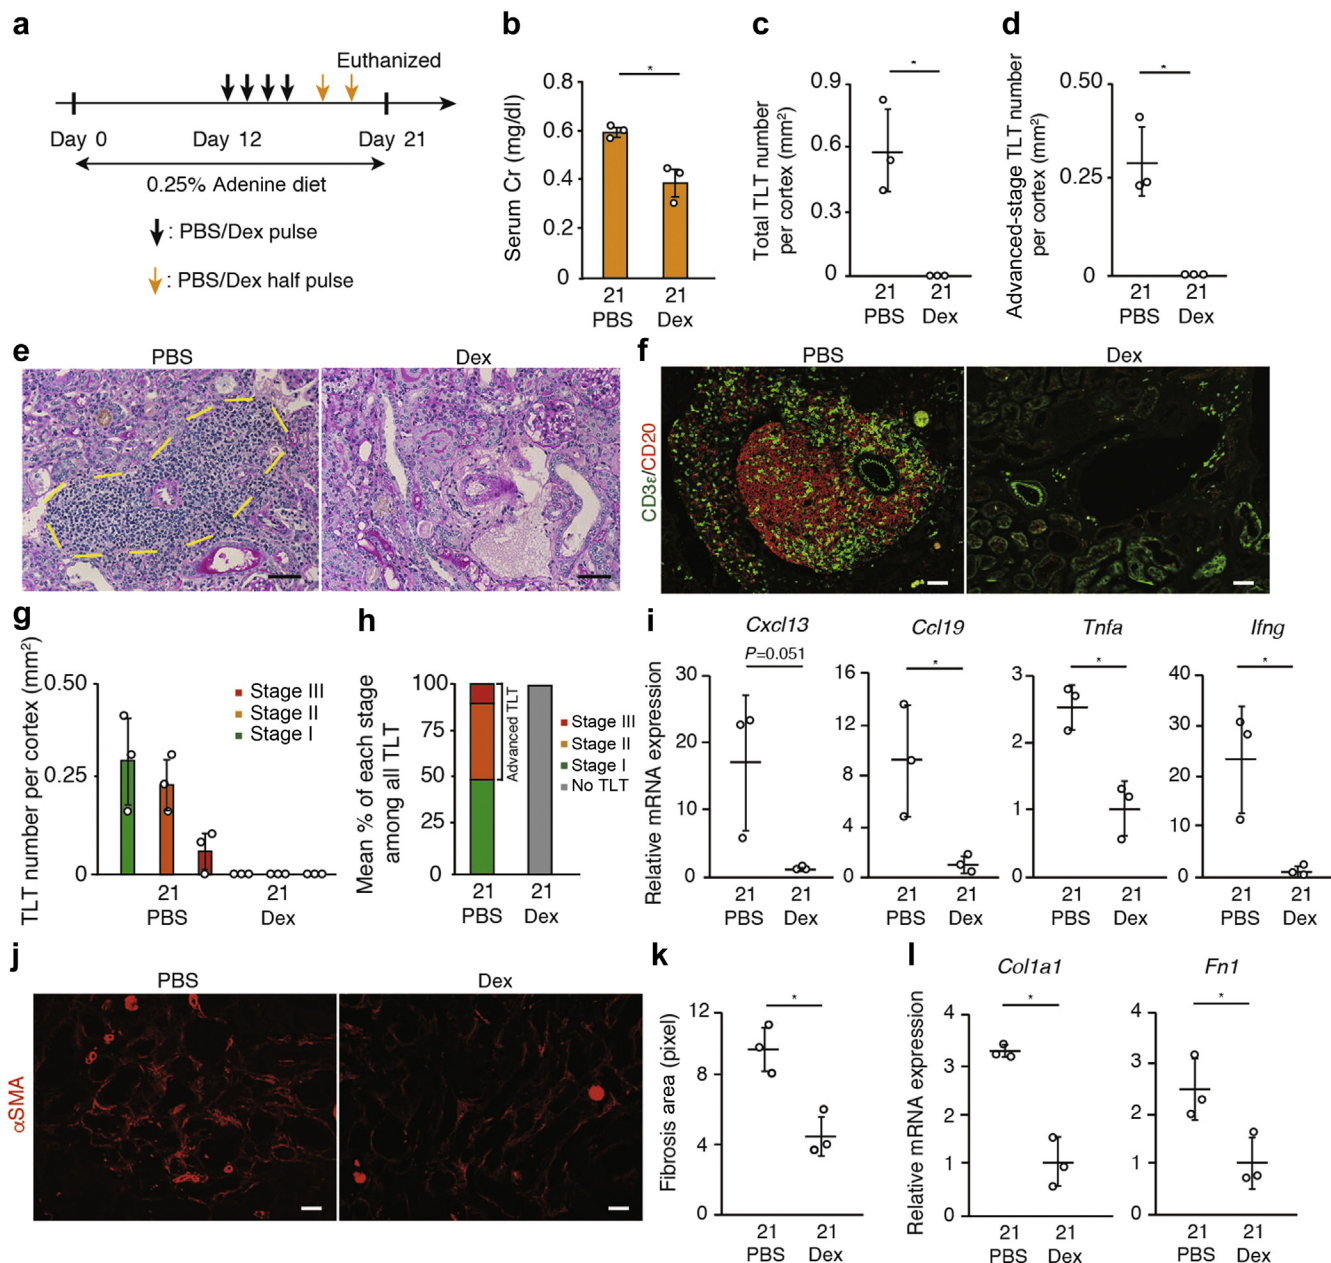 a
Euthanized
Day 0
Day 12
Day 21
0.25% Adenine diet
: PBS/Dex pulse
: PBS/Dex half pulse
b
Serum Cr (mg/dl)
0.8
0.6
0.4
0.2
0
*
21
PBS
21
Dex
c
Total TLT number
per cortex (mm²)
0.9
0.6
0.3
0
*
21
PBS
21
Dex
d
Advanced-stage TLT number
per cortex (mm²)
0.50
0.25
0
*
21
PBS
21
Dex
e
PBS
Dex
f
PBS
Dex
CD3ε/CD20
g
TLT number per cortex (mm²)
0.50
0.25
0
Stage III
Stage II
Stage I
21
PBS
21
Dex
h
Mean % of each stage
among all TLT
100
75
50
25
0
Advanced TLT
Stage III
Stage II
Stage I
No TLT
21
PBS
21
Dex
i
Relative mRNA expression
Cxcl13
P=0.051
30
20
10
0
21
PBS
21
Dex
Ccl19
*
16
12
8
4
0
21
PBS
21
Dex
Tnfa
*
3
2
1
0
21
PBS
21
Dex
Ifng
*
40
30
20
10
0
21
PBS
21
Dex
j
PBS
Dex
αSMA
k
Fibrosis area (pixel)
12
8
4
0
*
21
PBS
21
Dex
l
Relative mRNA expression
Col1a1
*
4
3
2
1
0
21
PBS
21
Dex
Fn1
*
4
3
2
1
0
21
PBS
21
Dex